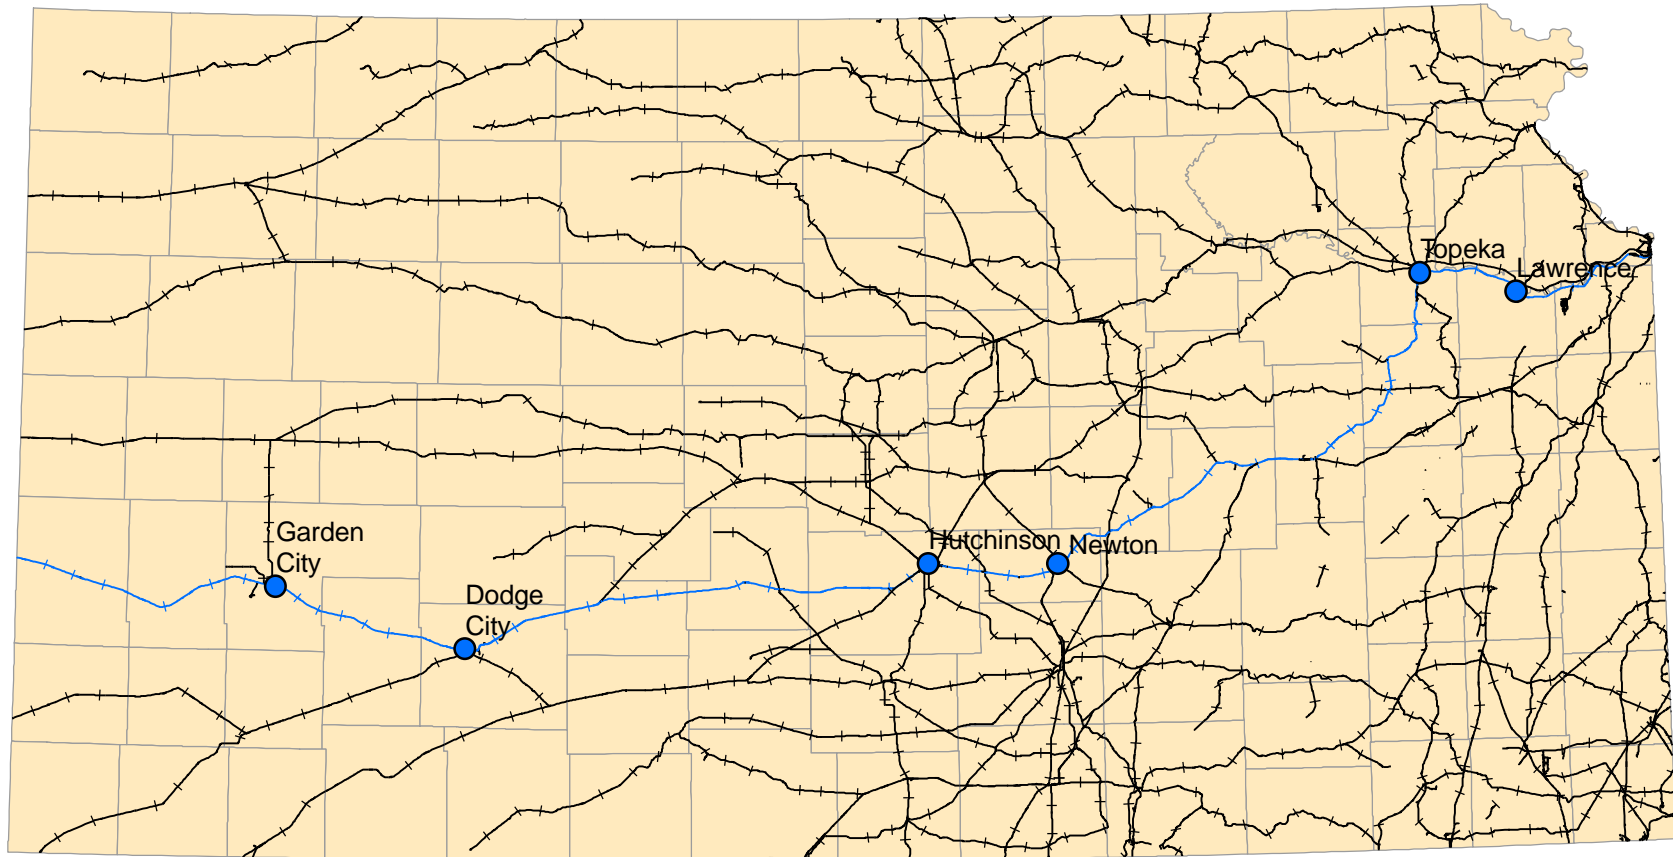 Topeka
Lawrence
Garden
City
Hutchinson
Newton
Dodge
City